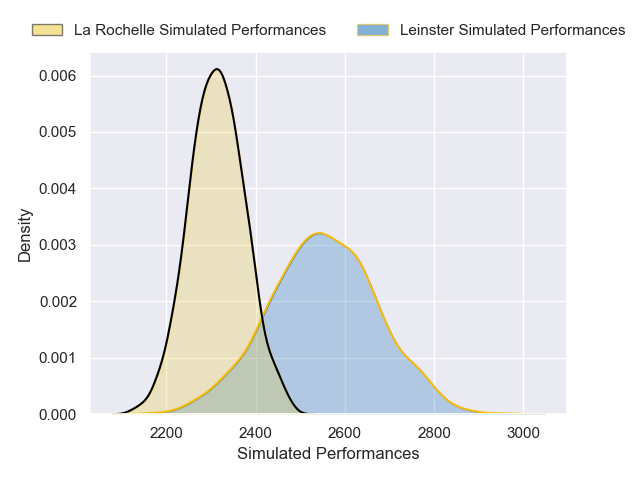 La Rochelle Simulated Performances Leinster Simulated Performances
0.006
0.005
0.004
0.003
0.002
0.001
0.000
Density
2200 2400 2600 2800 3000
Simulated Performances